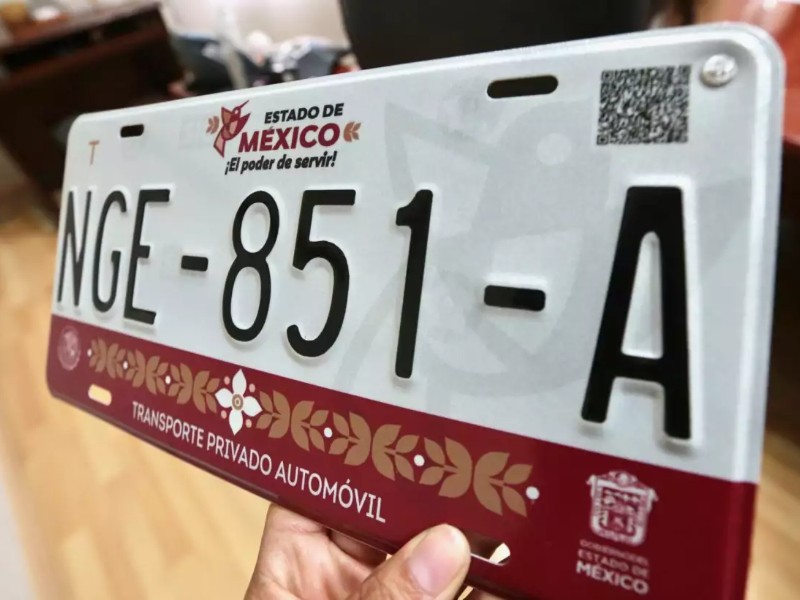 T
ESTADO DE
MÉXICO
¡El poder de servir!
NGE-851-A
TRANSPORTE PRIVADO AUTOMÓVIL
GOBIERNO DEL
ESTADO DE
MÉXICO